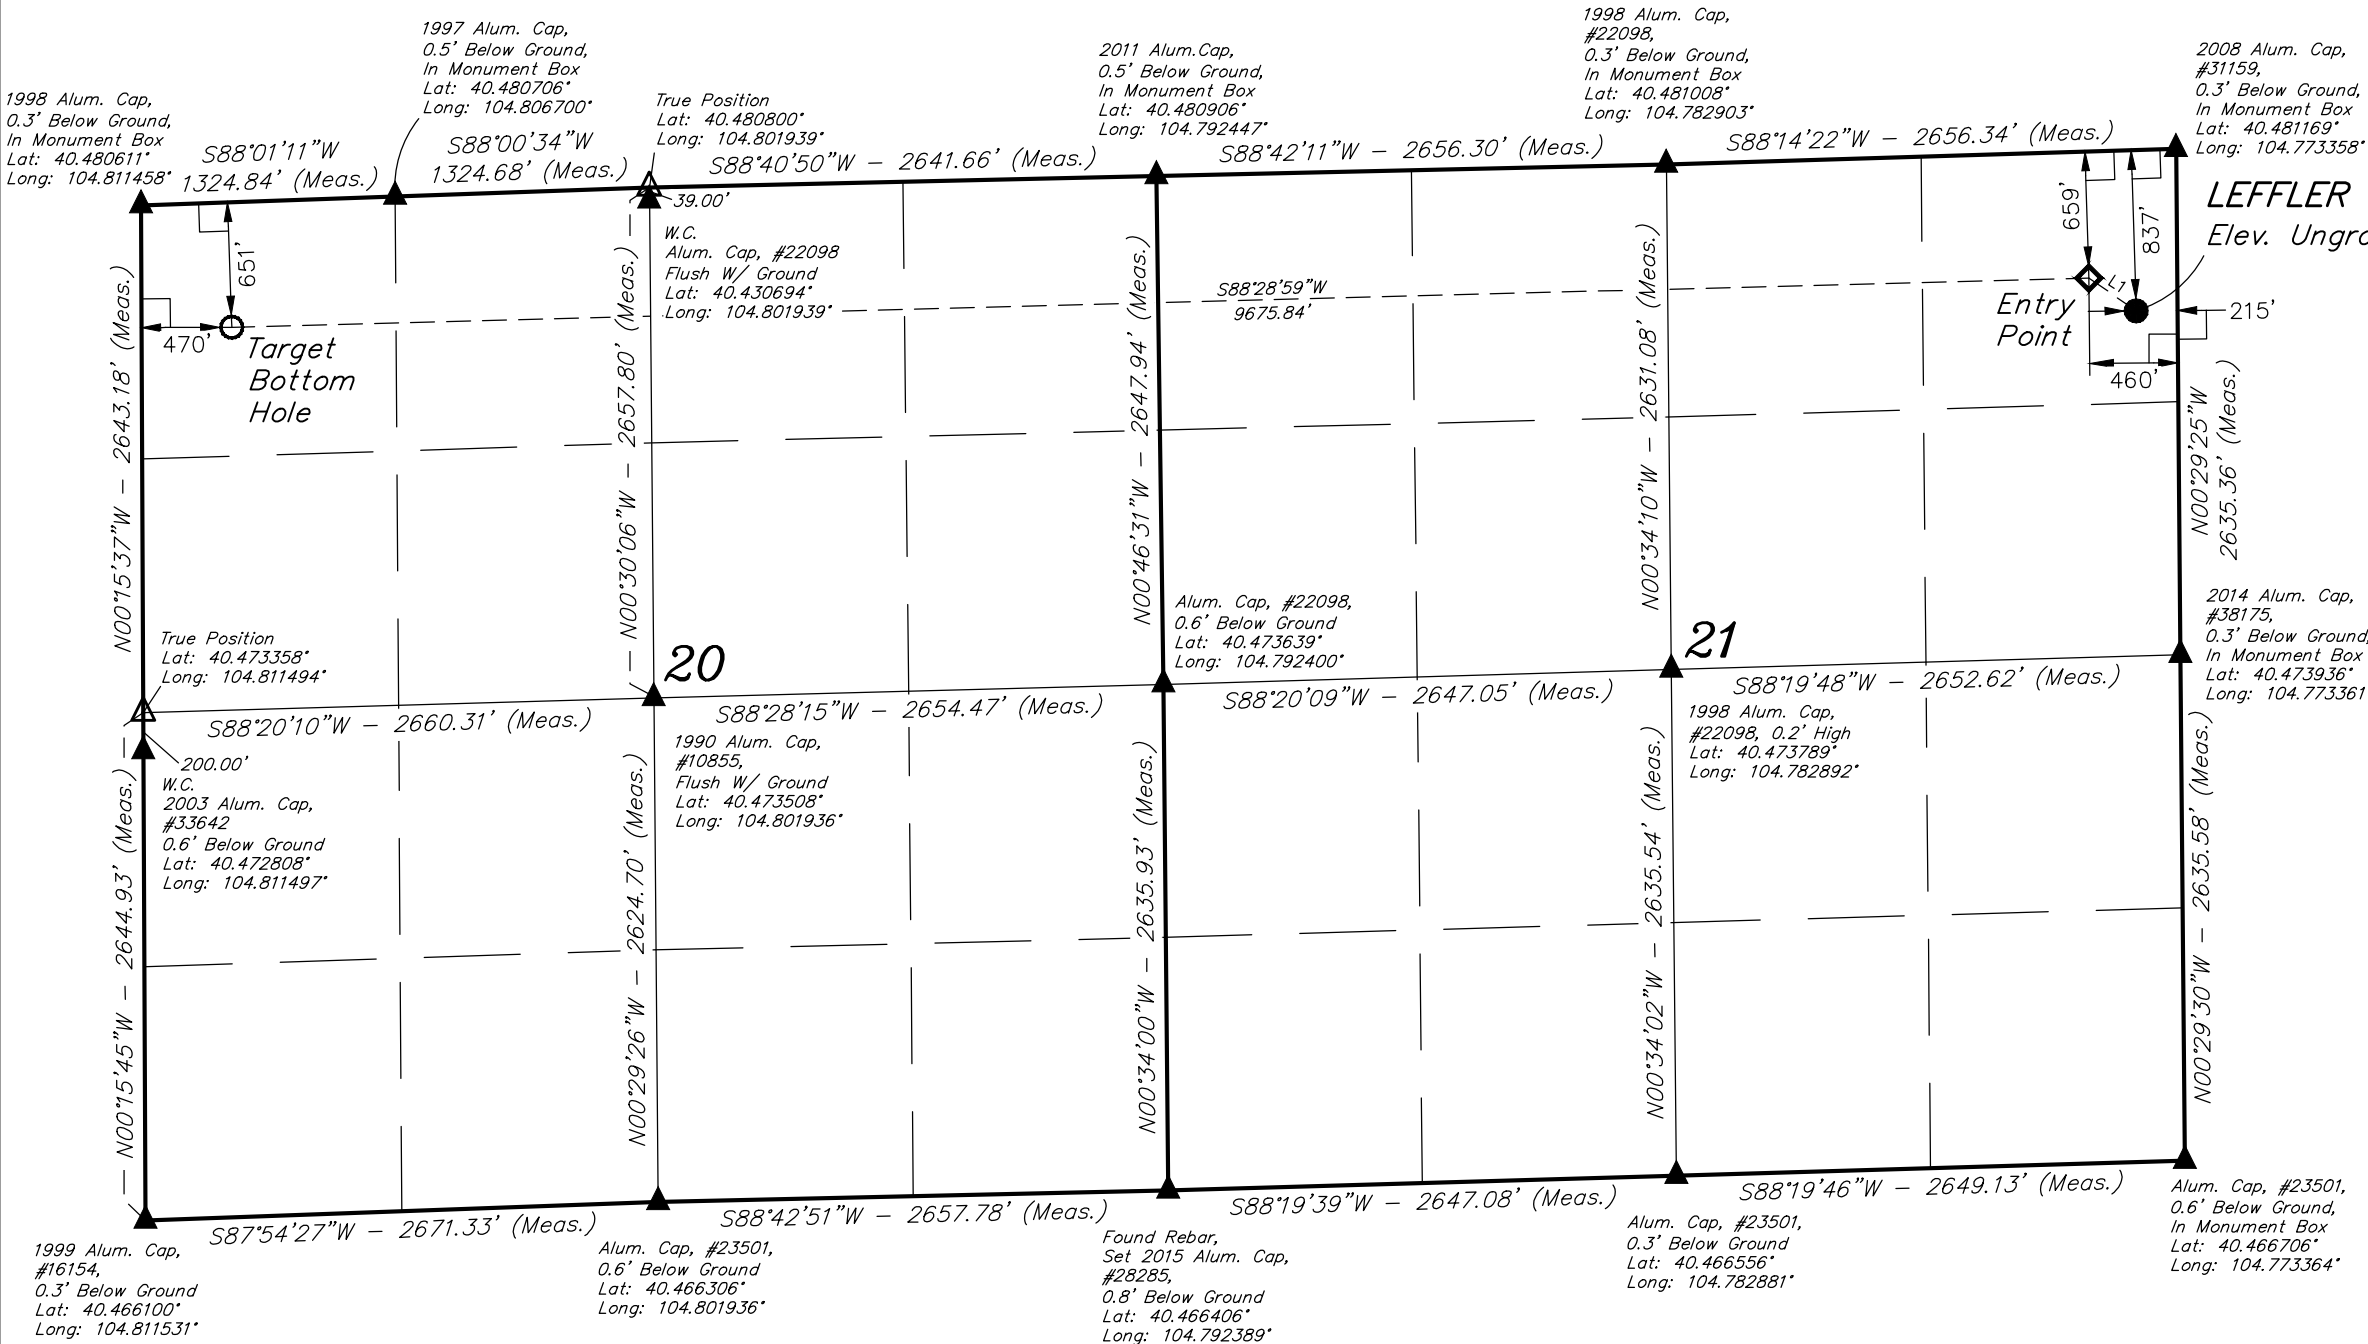 1998 Alum. Cap,
0.3' Below Ground,
In Monument Box
Lat: 40.480611°
Long: 104.811458°
1997 Alum. Cap,
0.5' Below Ground,
In Monument Box
Lat: 40.480706°
Long: 104.806700°
True Position
Lat: 40.480800°
Long: 104.801939°
2011 Alum.Cap,
0.5' Below Ground,
In Monument Box
Lat: 40.480906°
Long: 104.792447°
1998 Alum. Cap,
#22098,
0.3' Below Ground,
In Monument Box
Lat: 40.481008°
Long: 104.782903°
2008 Alum. Cap,
#31159,
0.3' Below Ground,
In Monument Box
Lat: 40.481169°
Long: 104.773358°
S88°01'11"W
1324.84' (Meas.)
S88°00'34"W
1324.68' (Meas.)
S88°40'50"W – 2641.66' (Meas.)
S88°42'11"W – 2656.30' (Meas.)
S88°14'22"W – 2656.34' (Meas.)
39.00'
W.C.
Alum. Cap, #22098
Flush W/ Ground
Lat: 40.430694°
Long: 104.801939°
651'
470'
Target
Bottom
Hole
S88°28'59"W
9675.84'
659'
837'
LEFFLER
Elev. Ungra
L1
Entry
Point
215'
460'
N00°15'37"W – 2643.18' (Meas.)
N00°30'06"W – 2657.80' (Meas.)
N00°46'31"W – 2647.94' (Meas.)
N00°34'10"W – 2631.08' (Meas.)
N00°29'25"W
2635.36' (Meas.)
True Position
Lat: 40.473358°
Long: 104.811494°
20
Alum. Cap, #22098,
0.6' Below Ground
Lat: 40.473639°
Long: 104.792400°
21
2014 Alum. Cap,
#38175,
0.3' Below Ground,
In Monument Box
Lat: 40.473936°
Long: 104.773361°
S88°20'10"W – 2660.31' (Meas.)
S88°28'15"W – 2654.47' (Meas.)
S88°20'09"W – 2647.05' (Meas.)
S88°19'48"W – 2652.62' (Meas.)
200.00'
W.C.
2003 Alum. Cap,
#33642
0.6' Below Ground
Lat: 40.472808°
Long: 104.811497°
1990 Alum. Cap,
#10855,
Flush W/ Ground
Lat: 40.473508°
Long: 104.801936°
1998 Alum. Cap,
#22098, 0.2' High
Lat: 40.473789°
Long: 104.782892°
N00°15'45"W – 2644.93' (Meas.)
N00°29'26"W – 2624.70' (Meas.)
N00°34'00"W – 2635.93' (Meas.)
N00°34'02"W – 2635.54' (Meas.)
N00°29'30"W – 2635.58' (Meas.)
S87°54'27"W – 2671.33' (Meas.)
S88°42'51"W – 2657.78' (Meas.)
S88°19'39"W – 2647.08' (Meas.)
S88°19'46"W – 2649.13' (Meas.)
1999 Alum. Cap,
#16154,
0.3' Below Ground
Lat: 40.466100°
Long: 104.811531°
Alum. Cap, #23501,
0.6' Below Ground
Lat: 40.466306°
Long: 104.801936°
Found Rebar,
Set 2015 Alum. Cap,
#28285,
0.8' Below Ground
Lat: 40.466406°
Long: 104.792389°
Alum. Cap, #23501,
0.3' Below Ground
Lat: 40.466556°
Long: 104.782881°
Alum. Cap, #23501,
0.6' Below Ground,
In Monument Box
Lat: 40.466706°
Long: 104.773364°